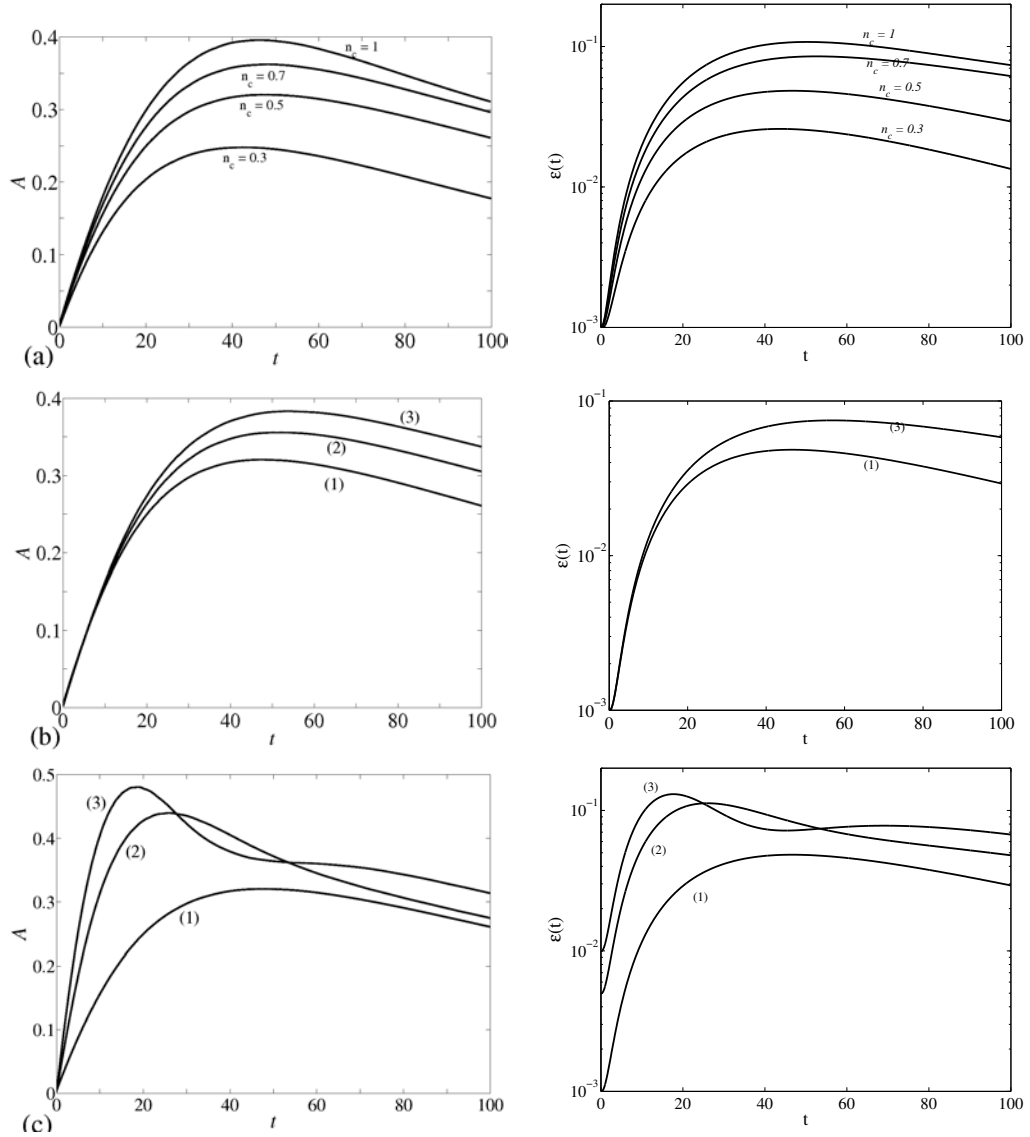 0.4
0.3
0.2
0.1
0
A
n_c = 1
n_c = 0.7
n_c = 0.5
n_c = 0.3
0 20 40 60 80 100
t
(a)
10⁻¹
10⁻²
10⁻³
ε(t)
n_c = 1
n_c = 0.7
n_c = 0.5
n_c = 0.3
0 20 40 60 80 100
t
0.4
0.3
0.2
0.1
0
A
(3)
(2)
(1)
0 20 40 60 80 100
t
(b)
10⁻¹
10⁻²
10⁻³
ε(t)
(3)
(1)
0 20 40 60 80 100
t
0.5
0.4
0.3
0.2
0.1
0
A
(3)
(2)
(1)
0 20 40 60 80 100
t
(c)
10⁻¹
10⁻²
10⁻³
ε(t)
(3)
(2)
(1)
0 20 40 60 80 100
t